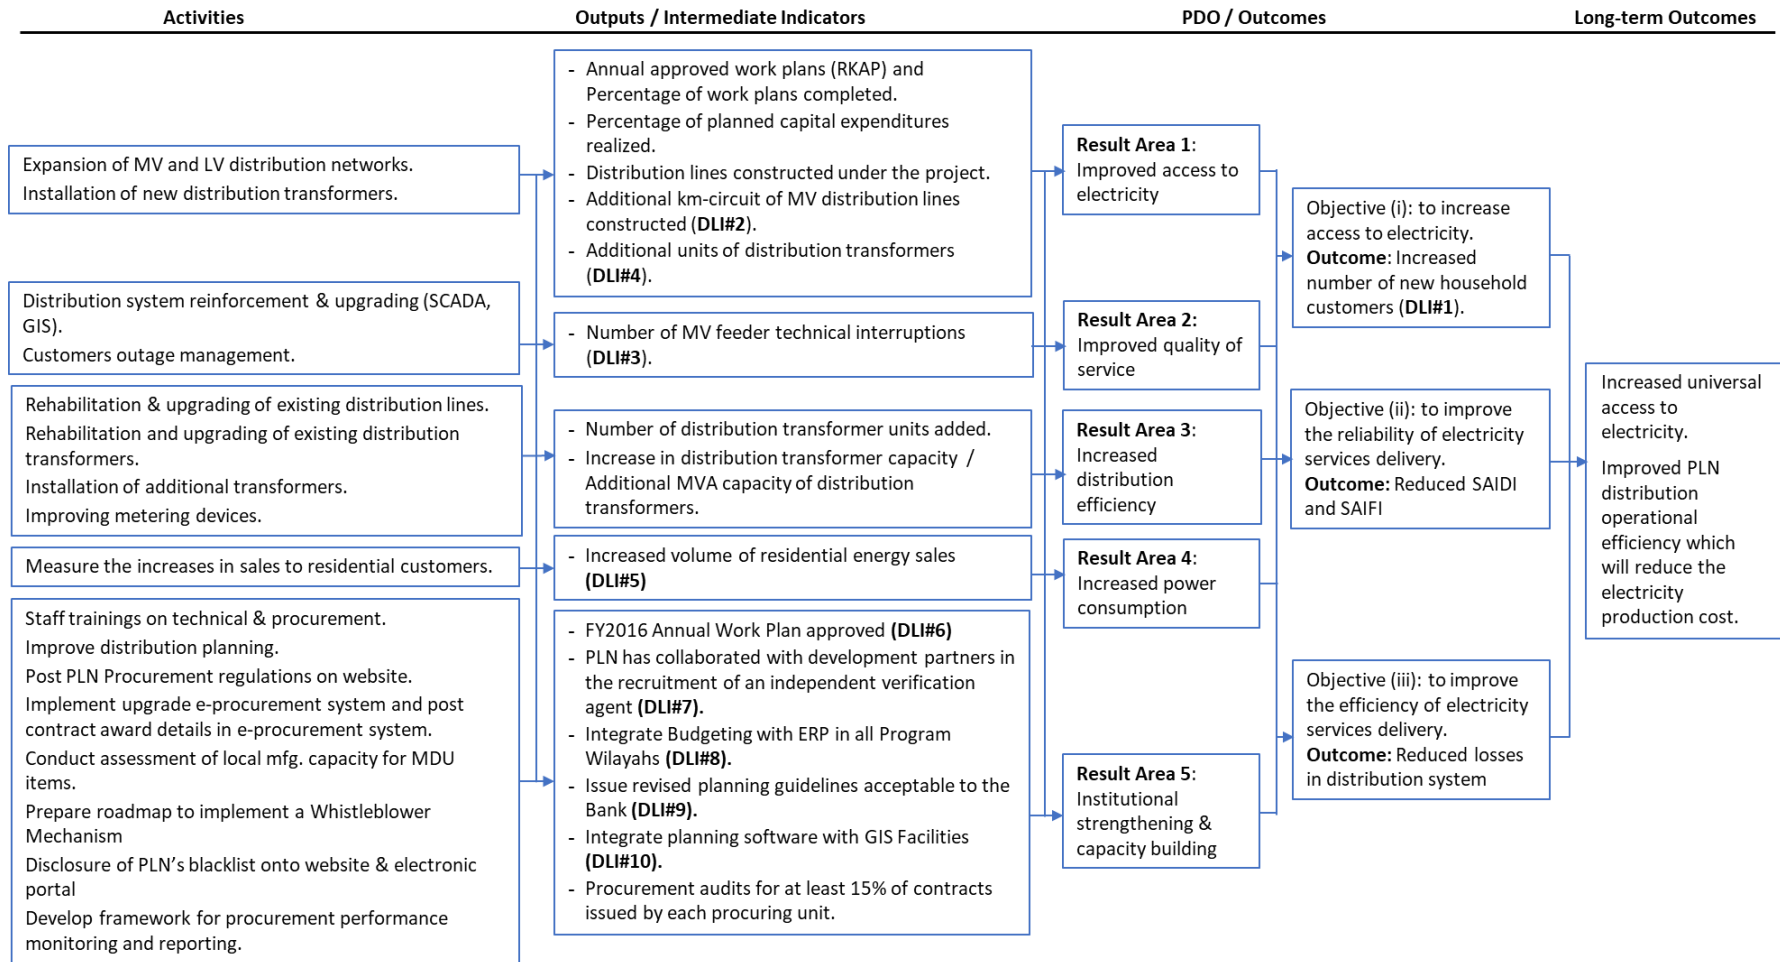 Activities
Outputs / Intermediate Indicators
PDO / Outcomes
Long-term Outcomes
Expansion of MV and LV distribution networks.
Installation of new distribution transformers.
Distribution system reinforcement & upgrading (SCADA,
GIS).
Customers outage management.
Rehabilitation & upgrading of existing distribution lines.
Rehabilitation and upgrading of existing distribution
transformers.
Installation of additional transformers.
Improving metering devices.
Measure the increases in sales to residential customers.
Staff trainings on technical & procurement.
Improve distribution planning.
Post PLN Procurement regulations on website.
Implement upgrade e-procurement system and post
contract award details in e-procurement system.
Conduct assessment of local mfg. capacity for MDU
items.
Prepare roadmap to implement a Whistleblower
Mechanism
Disclosure of PLN’s blacklist onto website & electronic
portal
Develop framework for procurement performance
monitoring and reporting.
- Annual approved work plans (RKAP) and
Percentage of work plans completed.
- Percentage of planned capital expenditures
realized.
- Distribution lines constructed under the project.
- Additional km-circuit of MV distribution lines
constructed (DLI#2).
- Additional units of distribution transformers
(DLI#4).
- Number of MV feeder technical interruptions
(DLI#3).
- Number of distribution transformer units added.
- Increase in distribution transformer capacity /
Additional MVA capacity of distribution
transformers.
- Increased volume of residential energy sales
(DLI#5)
- FY2016 Annual Work Plan approved (DLI#6)
- PLN has collaborated with development partners in
the recruitment of an independent verification
agent (DLI#7).
- Integrate Budgeting with ERP in all Program
Wilayahs (DLI#8).
- Issue revised planning guidelines acceptable to the
Bank (DLI#9).
- Integrate planning software with GIS Facilities
(DLI#10).
- Procurement audits for at least 15% of contracts
issued by each procuring unit.
Result Area 1:
Improved access to
electricity
Result Area 2:
Improved quality of
service
Result Area 3:
Increased
distribution
efficiency
Result Area 4:
Increased power
consumption
Result Area 5:
Institutional
strengthening &
capacity building
Objective (i): to increase
access to electricity.
Outcome: Increased
number of new household
customers (DLI#1).
Objective (ii): to improve
the reliability of electricity
services delivery.
Outcome: Reduced SAIDI
and SAIFI
Objective (iii): to improve
the efficiency of electricity
services delivery.
Outcome: Reduced losses
in distribution system
Increased universal
access to
electricity.
Improved PLN
distribution
operational
efficiency which
will reduce the
electricity
production cost.